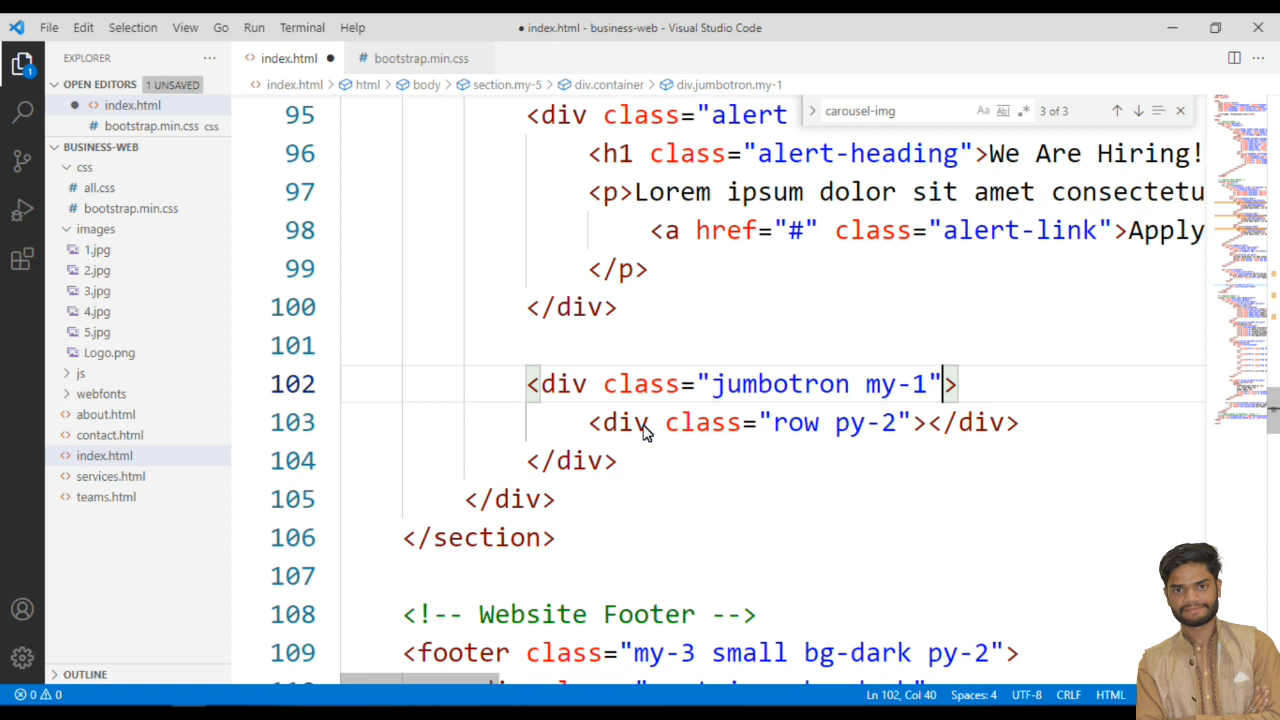 File Edit Selection View Go Run Terminal Help
● index.html - business-web - Visual Studio Code
EXPLORER
1
OPEN EDITORS 1 UNSAVED
index.html
bootstrap.min.css css
BUSINESS-WEB
css
all.css
bootstrap.min.css
images
1.jpg
2.jpg
3.jpg
4.jpg
5.jpg
Logo.png
js
webfonts
about.html
contact.html
index.html
services.html
teams.html
OUTLINE
index.html
bootstrap.min.css
index.html > html > body > section.my-5 > div.container > div.jumbotron.my-1
carousel-img Aa Ab 3 of 3
95 <div class="alert
96 <h1 class="alert-heading">We Are Hiring!
97 <p>Lorem ipsum dolor sit amet consectetu
98 <a href="#" class="alert-link">Apply
99 </p>
100 </div>
101
102 <div class="jumbotron my-1">
103 <div class="row py-2"></div>
104 </div>
105 </div>
106 </section>
107
108 <!-- Website Footer -->
109 <footer class="my-3 small bg-dark py-2">
0 0 Ln 102, Col 40 Spaces: 4 UTF-8 CRLF HTML